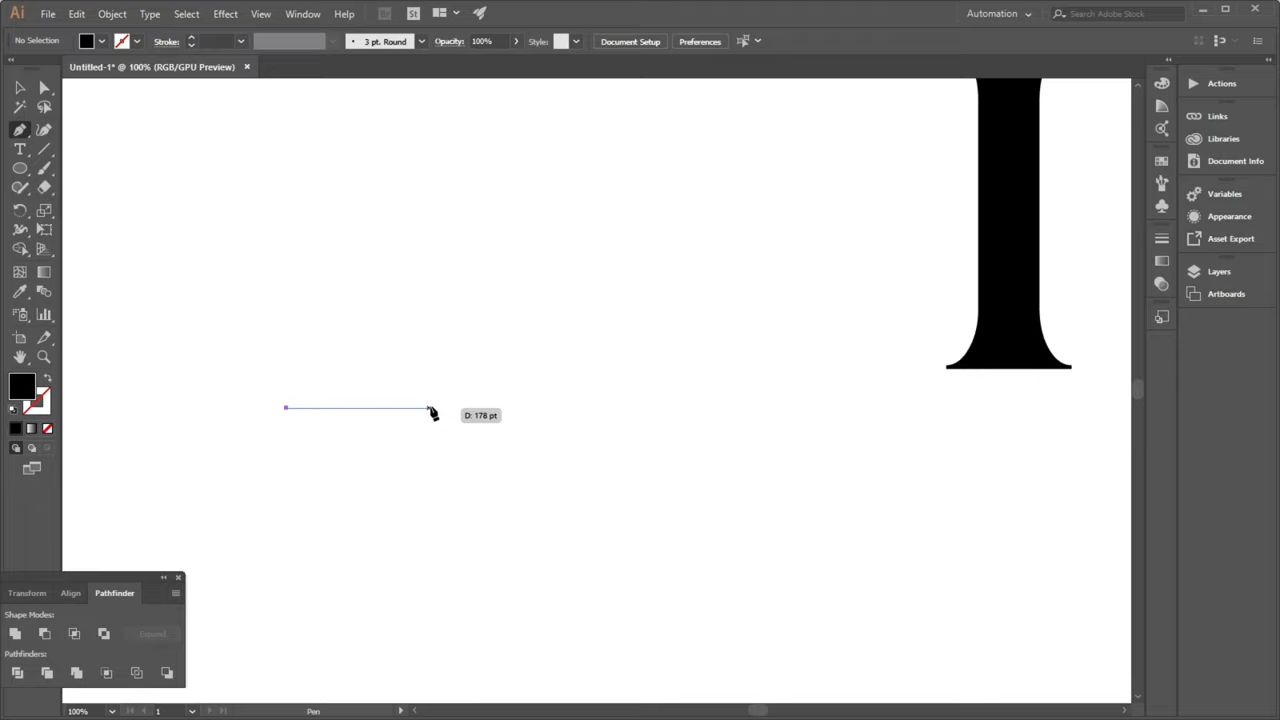 Ai File Edit Object Type Select Effect View Window Help Br St Automation Search Adobe Stock
No Selection Stroke: 3 pt. Round Opacity: 100% Style: Document Setup Preferences
Untitled-1* @ 100% (RGB/GPU Preview)
Actions
Links
Libraries
Document Info
Variables
Appearance
Asset Export
Layers
Artboards
D: 178 pt
Transform Align Pathfinder
Shape Modes:
Expand
Pathfinders:
100% 1 Pen